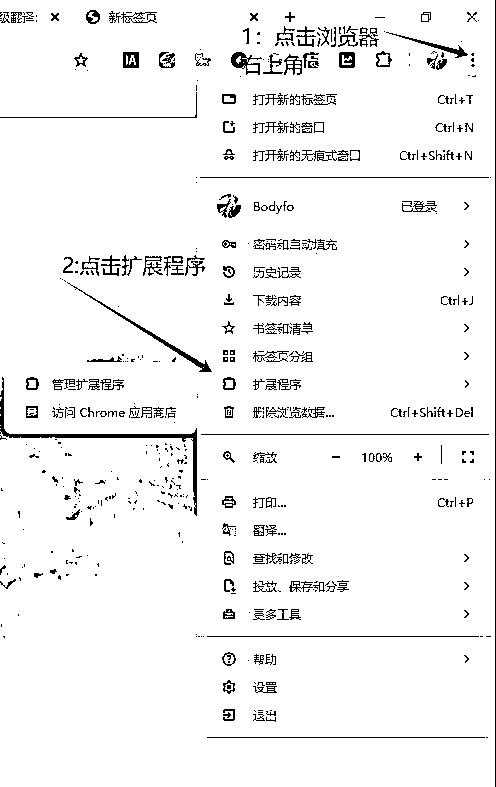 级翻译:
新标签页
1：点击浏览器
右上角
IA
打开新的标签页 Ctrl+T
打开新的窗口 Ctrl+N
打开新的无痕式窗口 Ctrl+Shift+N
Bodyfo 已登录
密码和自动填充
2:点击扩展程序
历史记录
下载内容 Ctrl+J
书签和清单
标签页分组
扩展程序
管理扩展程序
访问 Chrome 应用商店
删除浏览数据... Ctrl+Shift+Del
缩放 − 100% +
打印... Ctrl+P
翻译...
查找和修改
投放、保存和分享
更多工具
帮助
设置
退出